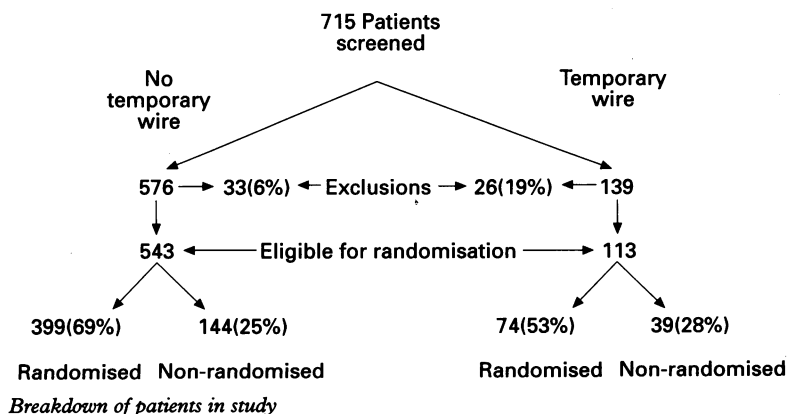 715 Patients
screened
No
temporary
wire
Temporary
wire
576 33(6%) Exclusions 26(19%) 139
543 Eligible for randomisation 113
399(69%) 144(25%) 74(53%) 39(28%)
Randomised Non-randomised Randomised Non-randomised
Breakdown of patients in study